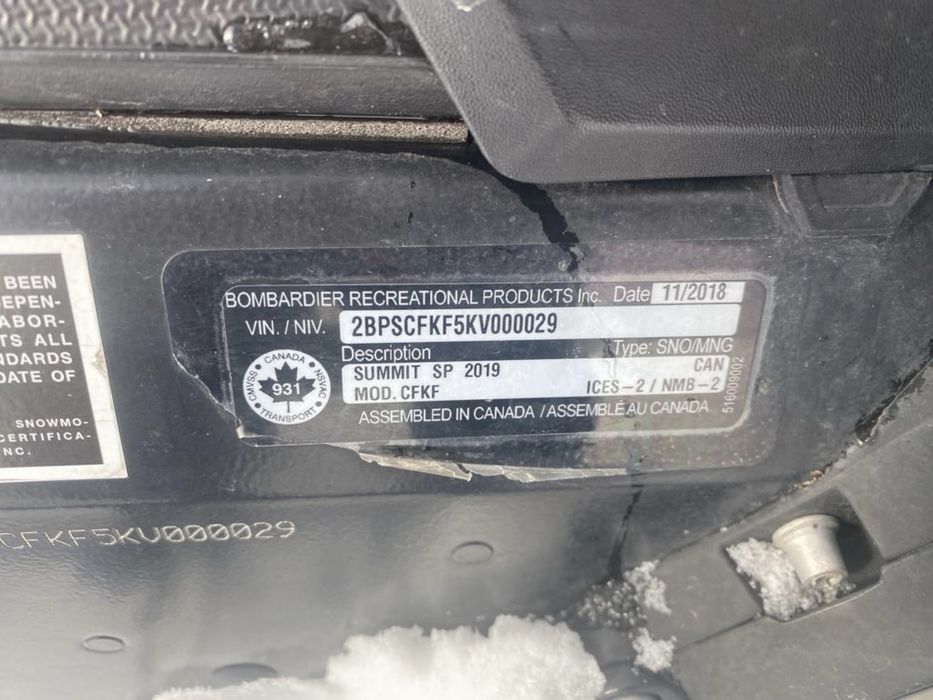 BEEN
EPEN-
ABOR-
TS ALL
NDARDS
DATE OF
SNOWMO-
CERTIFICA-
NC.
BOMBARDIER RECREATIONAL PRODUCTS Inc. Date 11/2018
VIN. / NIV. 2BPSCFKF5KV000029
Description Type: SNO/MNG
SUMMIT SP 2019 CAN
MOD. CFKF ICES-2 / NMB-2
ASSEMBLED IN CANADA / ASSEMBLÉ AU CANADA
516009002
CANADA
CMVSS 931 NSVAC
TRANSPORT
CFKF5KV000029